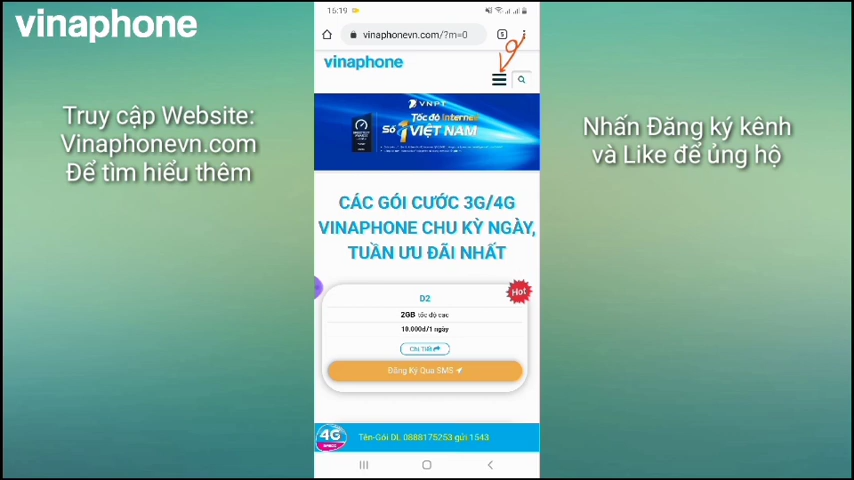 vinaphone
Truy cập Website:
Vinaphonevn.com
Để tìm hiểu thêm
15:19
vinaphonevn.com/?m=0
5
vinaphone
VNPT
Tốc độ Internet
Số 1 VIỆT NAM
CÁC GÓI CƯỚC 3G/4G
VINAPHONE CHU KỲ NGÀY,
TUẦN ƯU ĐÃI NHẤT
Hot
D2
2GB tốc độ cao
10.000đ/1 ngày
Chi Tiết
Đăng Ký Qua SMS
4G
Tên-Gói DL 0888175253 gửi 1543
Nhấn Đăng ký kênh
và Like để ủng hộ